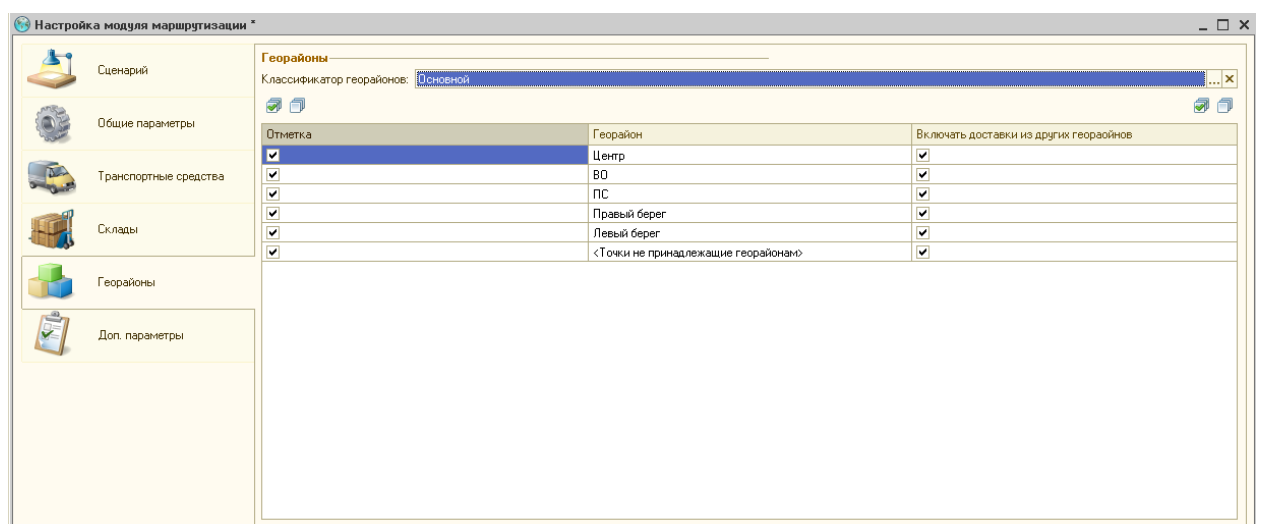 Настройка модуля маршрутизации *
Сценарий
Общие параметры
Транспортные средства
Склады
Георайоны
Доп. параметры
Георайоны
Классификатор георайонов: Основной ...
Отметка Георайон Включать доставки из других геораойнов
Центр
ВО
ПС
Правый берег
Левый берег
<Точки не принадлежащие георайонам>